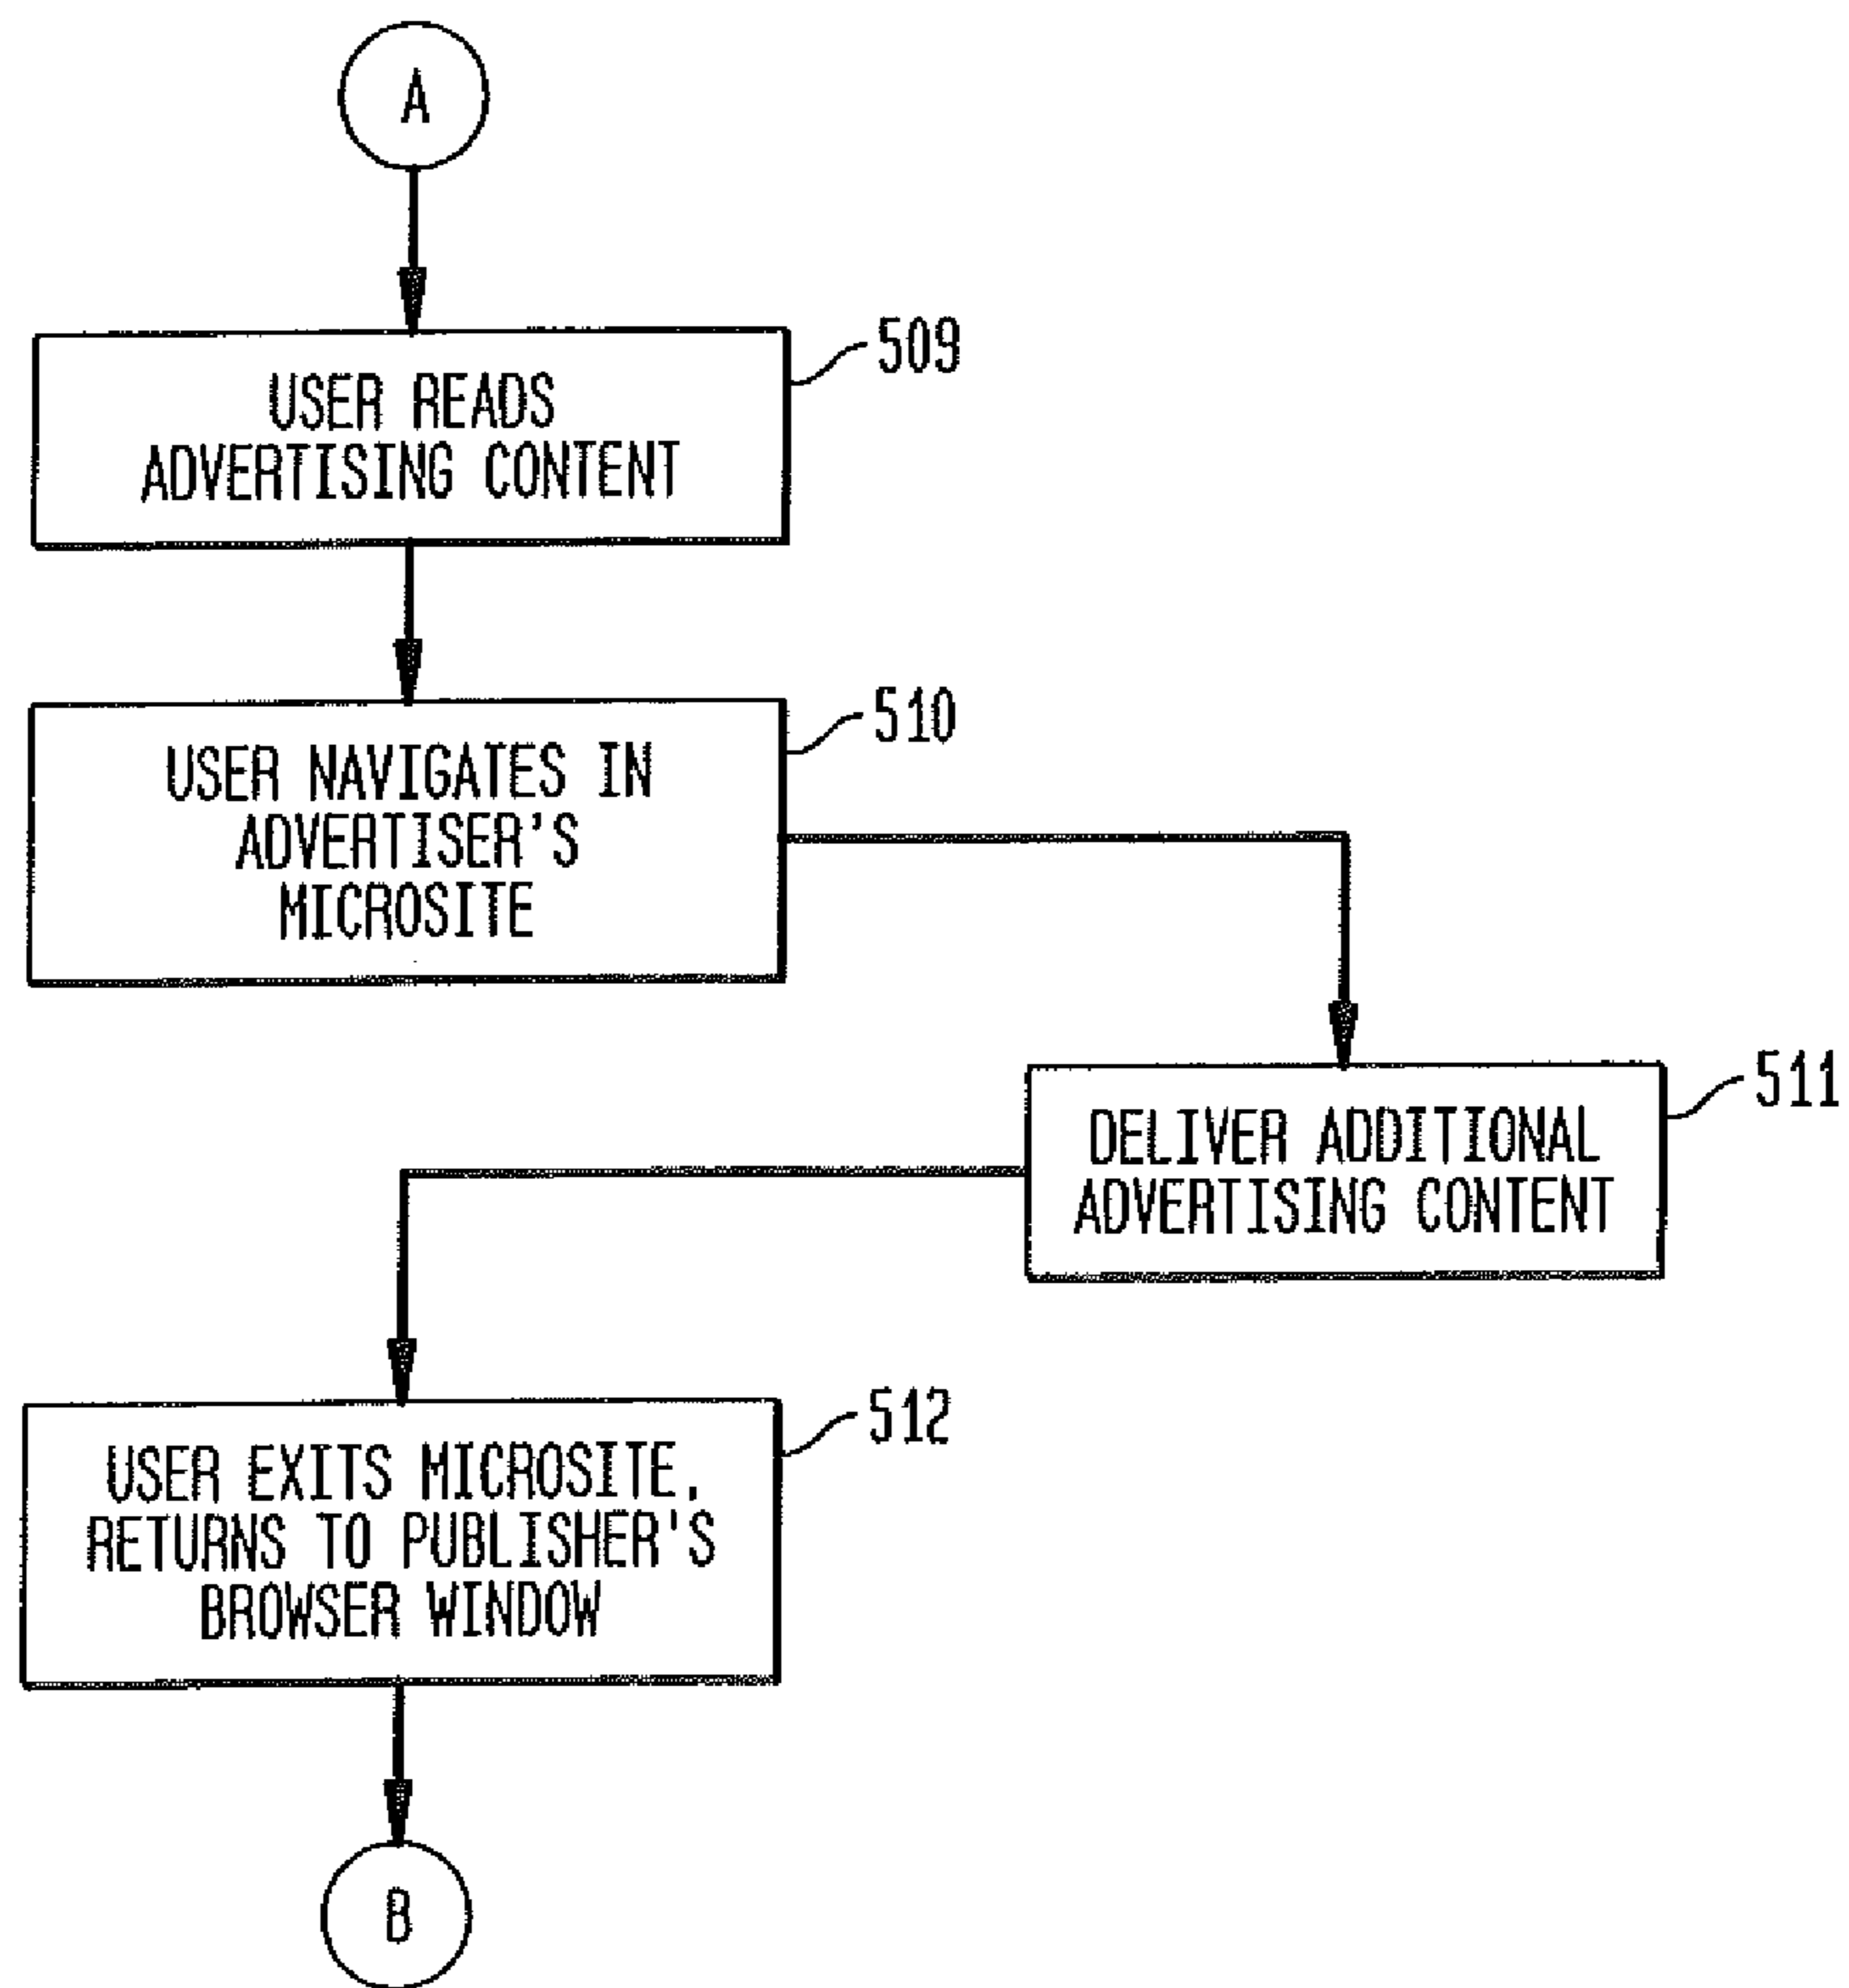 A
509
USER READS
ADVERTISING CONTENT
510
USER NAVIGATES IN
ADVERTISER'S
MICROSITE
511
DELIVER ADDITIONAL
ADVERTISING CONTENT
512
USER EXITS MICROSITE,
RETURNS TO PUBLISHER'S
BROWSER WINDOW
B